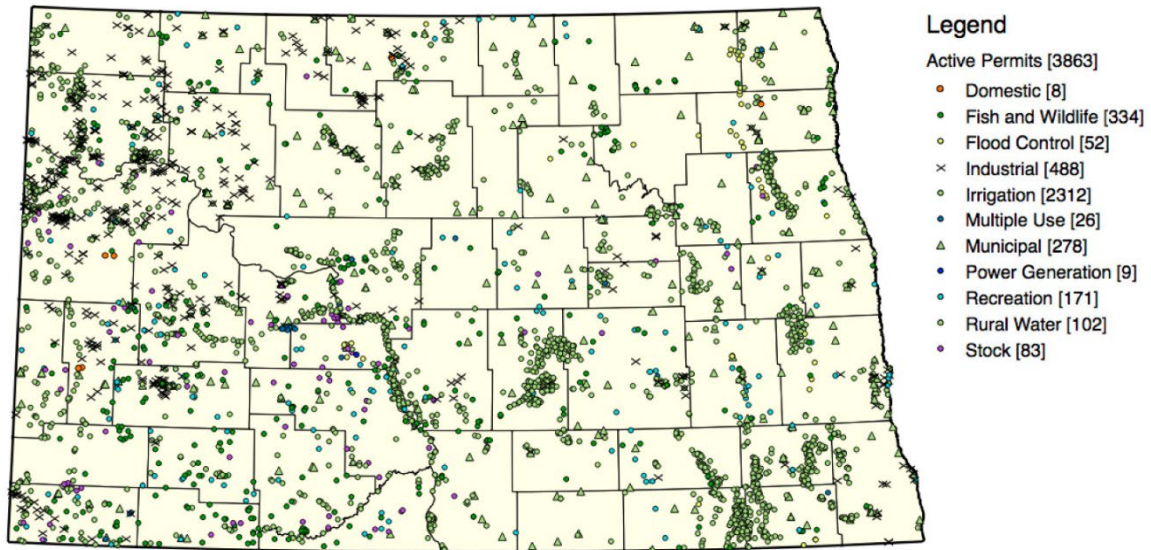 Legend
Active Permits [3863]
Domestic [8]
Fish and Wildlife [334]
Flood Control [52]
Industrial [488]
Irrigation [2312]
Multiple Use [26]
Municipal [278]
Power Generation [9]
Recreation [171]
Rural Water [102]
Stock [83]